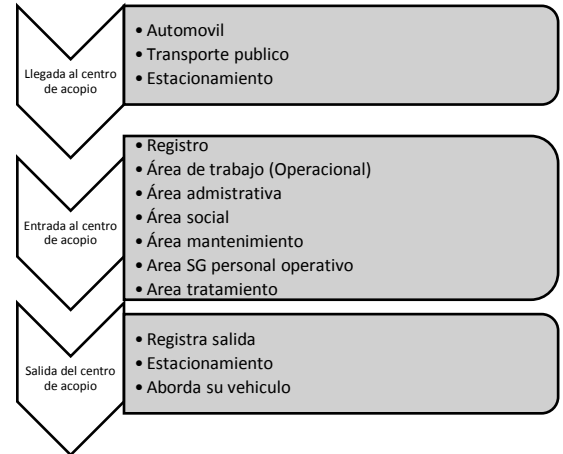 Llegada al centro
de acopio
• Automovil
• Transporte publico
• Estacionamiento
Entrada al centro
de acopio
• Registro
• Área de trabajo (Operacional)
• Área admistrativa
• Área social
• Área mantenimiento
• Area SG personal operativo
• Area tratamiento
Salida del centro
de acopio
• Registra salida
• Estacionamiento
• Aborda su vehiculo